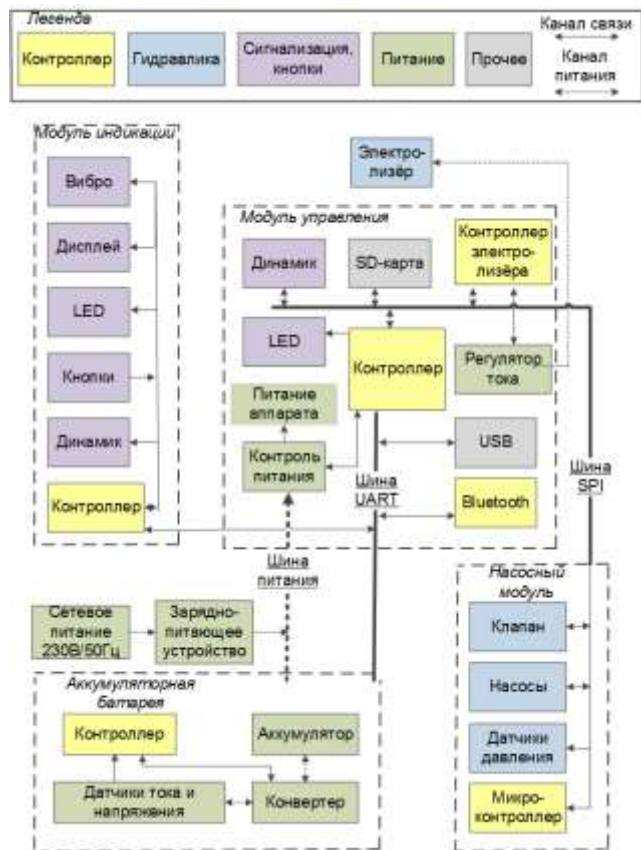 Легенда
Контроллер
Гидравлика
Сигнализация,
кнопки
Питание
Прочее
Канал связи
Канал
питания
Модуль индикации
Вибро
Дисплей
LED
Кнопки
Динамик
Контроллер
Электро-
лизёр
Модуль управления
Динамик
SD-карта
Контроллер
электро-
лизёра
LED
Контроллер
Регулятор
тока
Питание
аппарата
Контроль
питания
USB
Шина
UART
Bluetooth
Шина
SPI
Шина
питания
Сетевое
питание
230В/50Гц
Зарядно-
питающее
устройство
Насосный
модуль
Клапан
Насосы
Датчики
давления
Микро-
контроллер
Аккумуляторная
батарея
Контроллер
Аккумулятор
Датчики тока и
напряжения
Конвертер